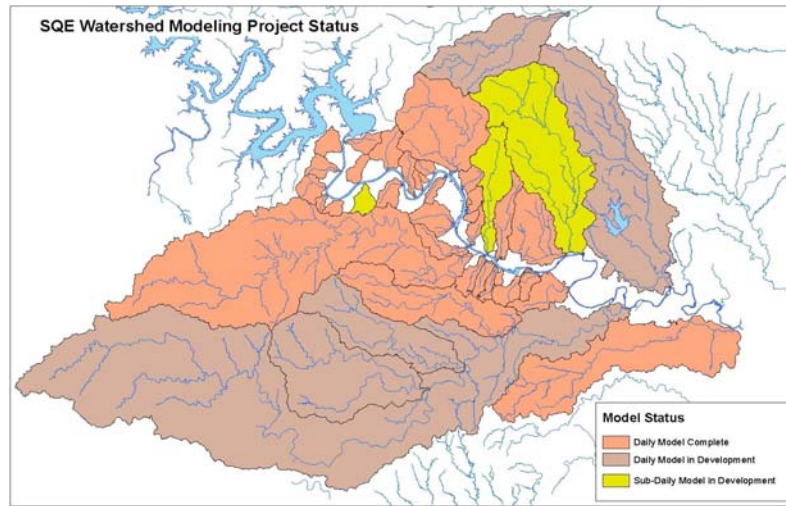 SQE Watershed Modeling Project Status
Model Status
Daily Model Complete
Daily Model in Development
Sub-Daily Model in Development